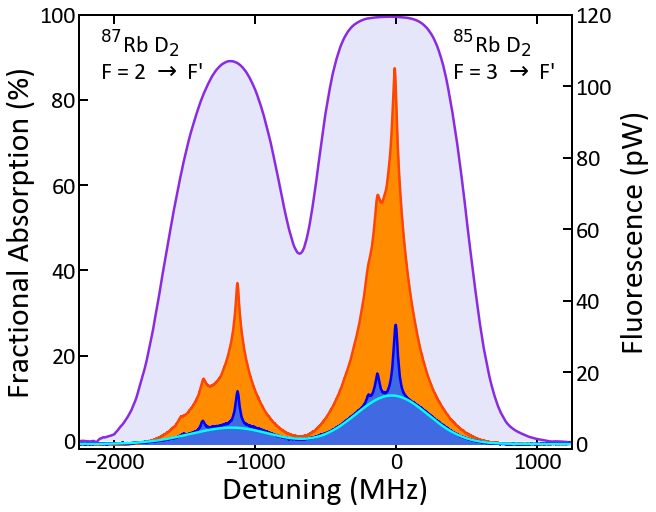 100
80
60
40
20
0
Fractional Absorption (%)
⁸⁷Rb D₂
F = 2 → F'
⁸⁵Rb D₂
F = 3 → F'
120
100
80
60
40
20
0
Fluorescence (pW)
−2000
−1000
0
1000
Detuning (MHz)